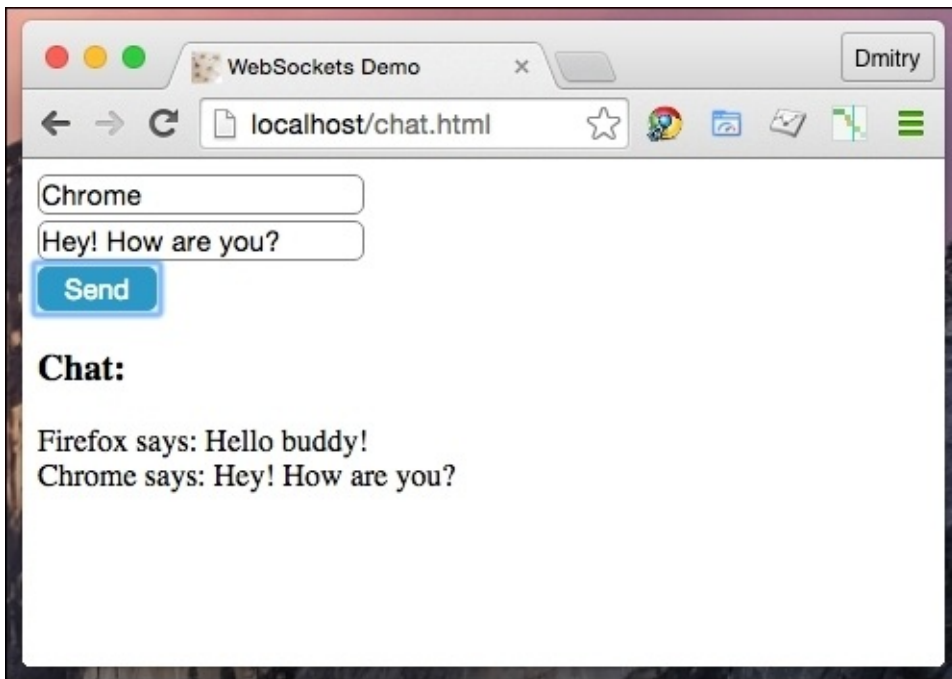 WebSockets Demo
Dmitry
localhost/chat.html
Chrome
Hey! How are you?
Send
Chat:
Firefox says: Hello buddy!
Chrome says: Hey! How are you?